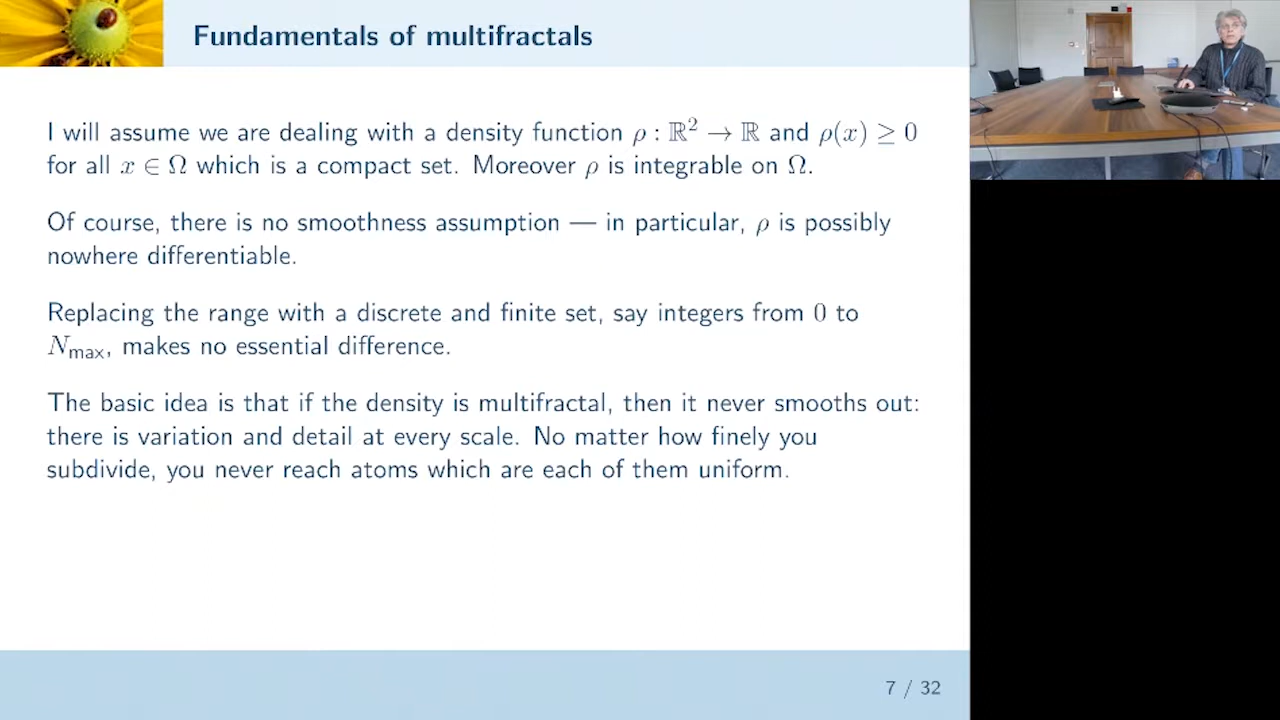 Fundamentals of multifractals
I will assume we are dealing with a density function ρ : ℝ² → ℝ and ρ(x) ≥ 0
for all x ∈ Ω which is a compact set. Moreover ρ is integrable on Ω.
Of course, there is no smoothness assumption — in particular, ρ is possibly
nowhere differentiable.
Replacing the range with a discrete and finite set, say integers from 0 to
N_max, makes no essential difference.
The basic idea is that if the density is multifractal, then it never smooths out:
there is variation and detail at every scale. No matter how finely you
subdivide, you never reach atoms which are each of them uniform.
7 / 32